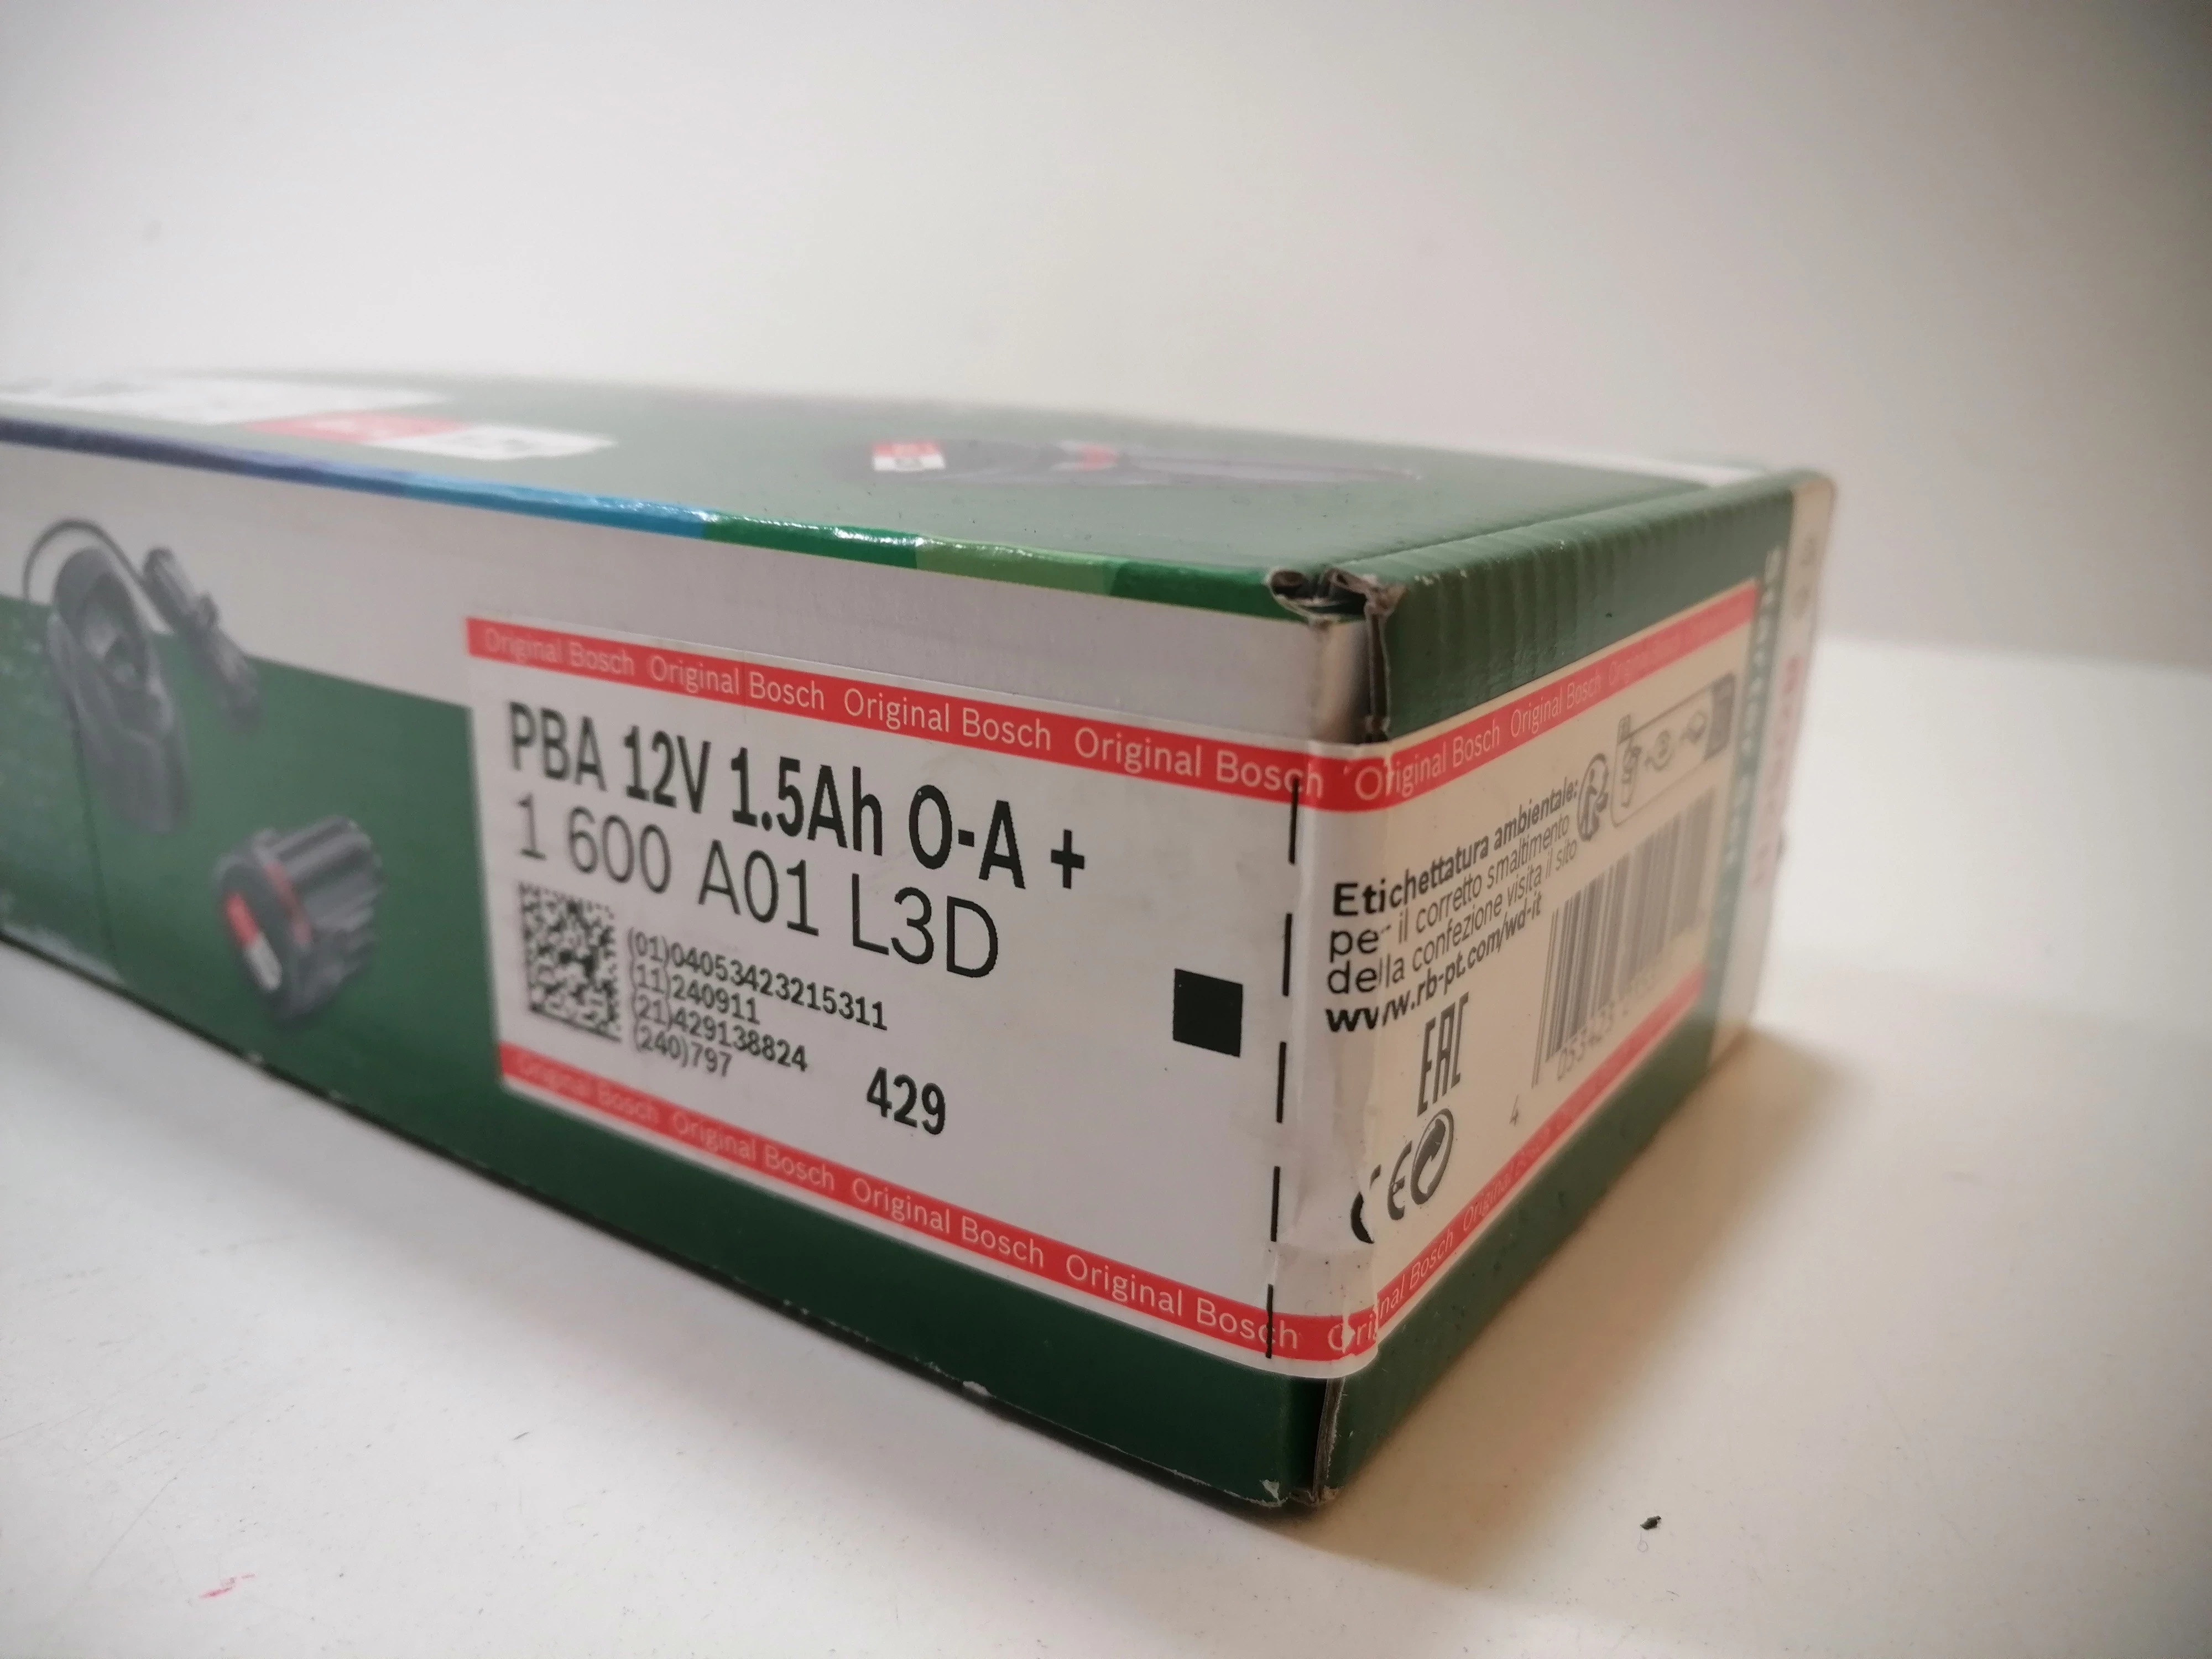 Original Bosch Original Bosch Original Bosch Original Bosch
PBA 12V 1.5Ah O-A +
1 600 A01 L3D
(01)04053423215311
(11)240911
(21)429138824
(240)797
429
Original Bosch Original Bosch Original Bosch Original Bosch
Original Bosch Original Bosch Original Bosch
Etichettatura ambientale:
per il corretto smaltimento
della confezione visita il sito
www.rb-pt.com/wd-it
EAC
CE
4
Original Bosch